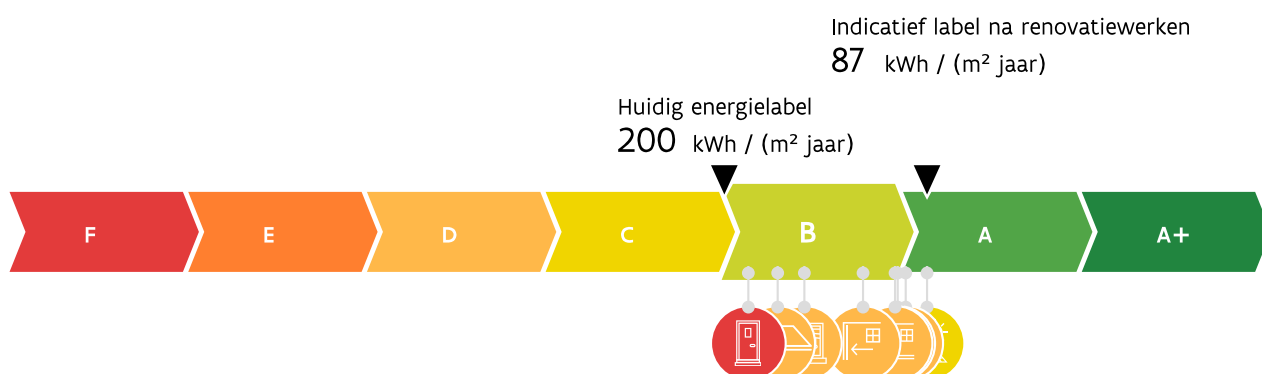 Indicatief label na renovatiewerken
87 kWh / (m² jaar)
Huidig energielabel
200 kWh / (m² jaar)
F E D C B A A+